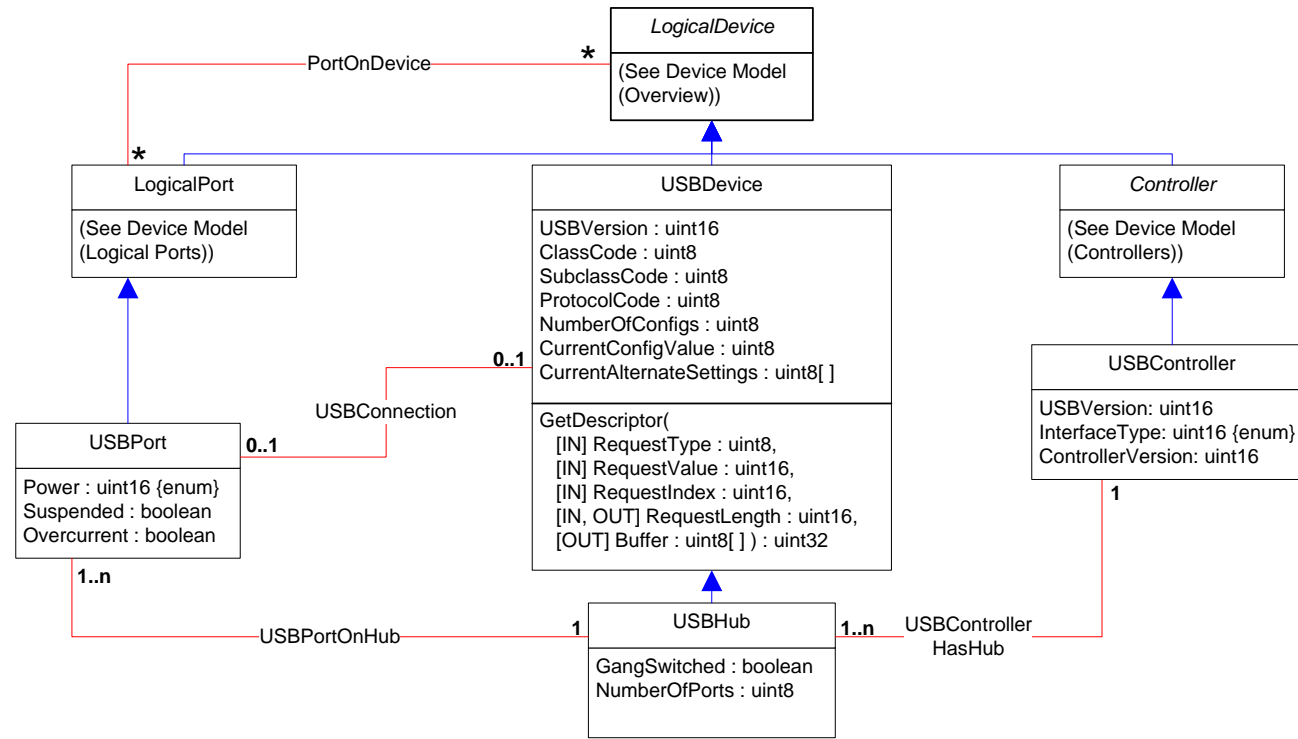 LogicalDevice
(See Device Model
(Overview))
PortOnDevice
*
*
LogicalPort
(See Device Model
(Logical Ports))
USBDevice
USBVersion : uint16
ClassCode : uint8
SubclassCode : uint8
ProtocolCode : uint8
NumberOfConfigs : uint8
CurrentConfigValue : uint8
CurrentAlternateSettings : uint8[ ]
GetDescriptor(
[IN] RequestType : uint8,
[IN] RequestValue : uint16,
[IN] RequestIndex : uint16,
[IN, OUT] RequestLength : uint16,
[OUT] Buffer : uint8[ ] ) : uint32
Controller
(See Device Model
(Controllers))
0..1
USBConnection
0..1
USBPort
Power : uint16 {enum}
Suspended : boolean
Overcurrent : boolean
USBController
USBVersion: uint16
InterfaceType: uint16 {enum}
ControllerVersion: uint16
1
1..n
USBPortOnHub
1
USBHub
GangSwitched : boolean
NumberOfPorts : uint8
1..n
USBController
HasHub